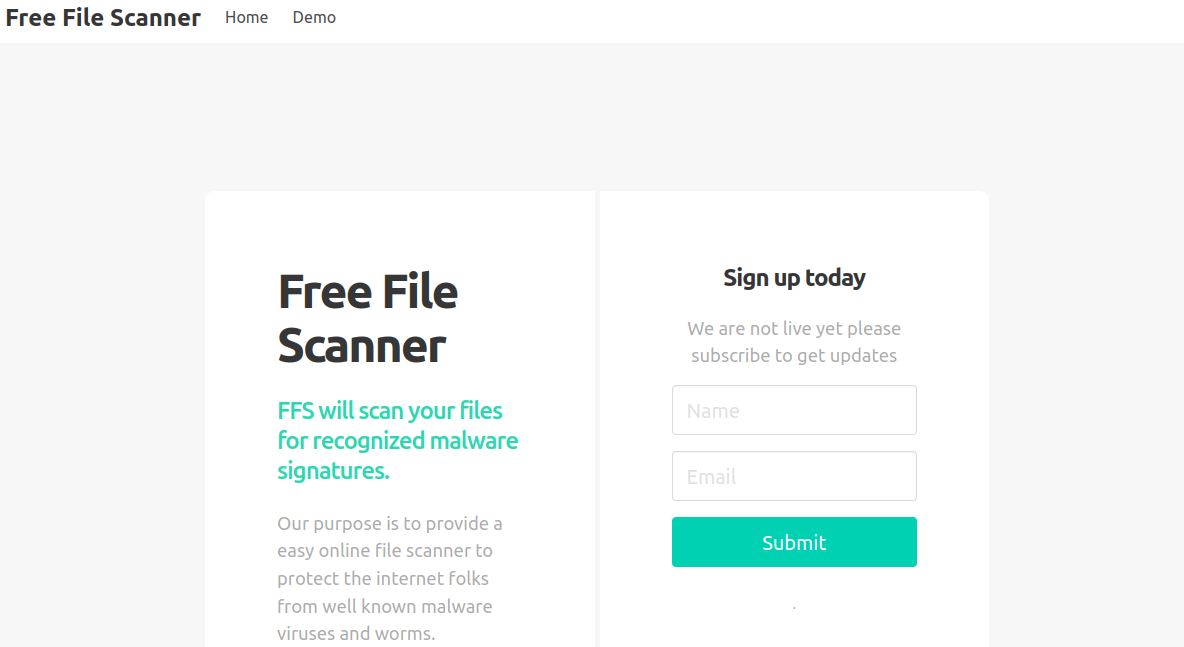 Free File Scanner Home Demo
Free File
Scanner
FFS will scan your files
for recognized malware
signatures.
Our purpose is to provide a
easy online file scanner to
protect the internet folks
from well known malware
viruses and worms.
Sign up today
We are not live yet please
subscribe to get updates
Name
Email
Submit
.